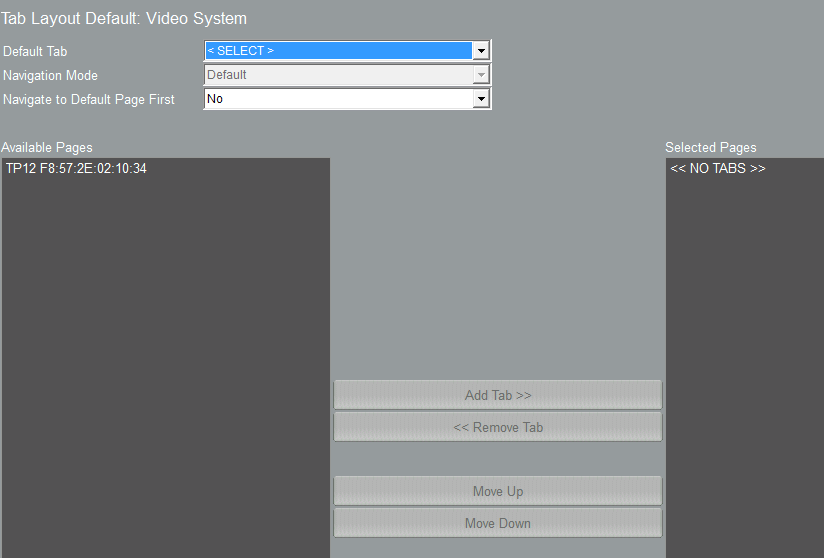 Tab Layout Default: Video System
Default Tab
< SELECT >
Navigation Mode
Default
Navigate to Default Page First
No
Available Pages
Selected Pages
TP12 F8:57:2E:02:10:34
<< NO TABS >>
Add Tab >>
<< Remove Tab
Move Up
Move Down